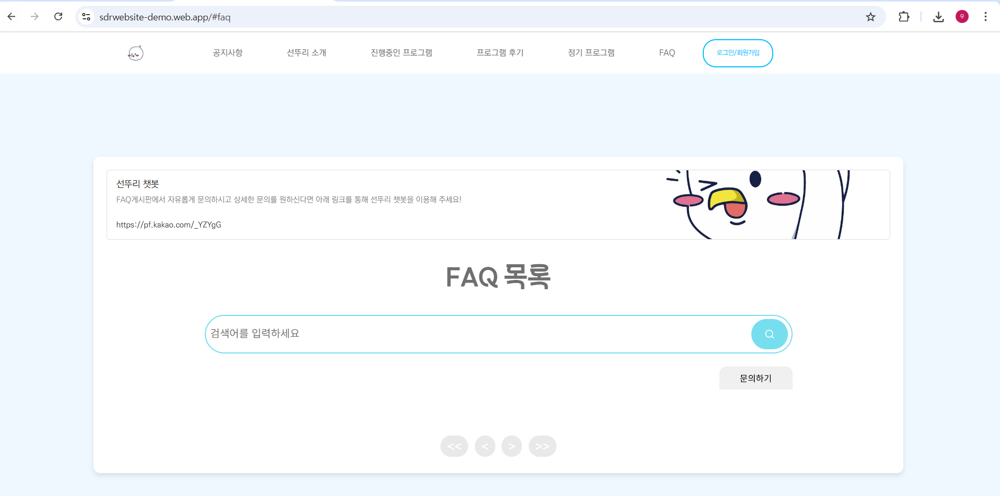 sdrwebsite-demo.web.app/#faq
우
공지사항
선뚜리 소개
진행중인 프로그램
프로그램 후기
정기 프로그램
FAQ
로그인/회원가입
선뚜리 챗봇
FAQ게시판에서 자유롭게 문의하시고 상세한 문의를 원하신다면 아래 링크를 통해 선뚜리 챗봇을 이용해 주세요!
https://pf.kakao.com/_YZYgG
FAQ 목록
검색어를 입력하세요
문의하기
<< < > >>